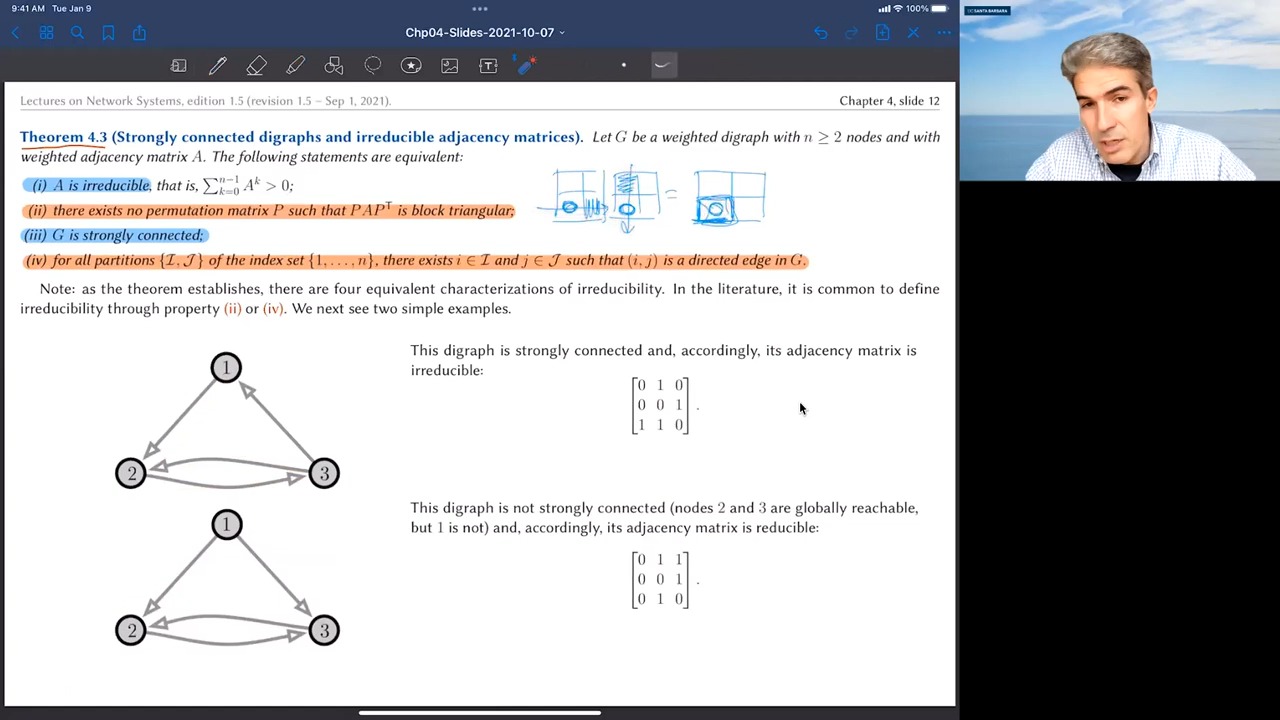 9:41 AM Tue Jan 9
100%
Chp04-Slides-2021-10-07
SANTA BARBARA
Lectures on Network Systems, edition 1.5 (revision 1.5 – Sep 1, 2021).
Chapter 4, slide 12
Theorem 4.3 (Strongly connected digraphs and irreducible adjacency matrices). Let G be a weighted digraph with n ≥ 2 nodes and with
weighted adjacency matrix A. The following statements are equivalent:
(i) A is irreducible, that is, ∑_{k=0}^{n−1} A^k > 0;
(ii) there exists no permutation matrix P such that PAP^⊤ is block triangular;
(iii) G is strongly connected;
(iv) for all partitions {I, J} of the index set {1, . . . , n}, there exists i ∈ I and j ∈ J such that (i, j) is a directed edge in G.
=
Note: as the theorem establishes, there are four equivalent characterizations of irreducibility. In the literature, it is common to define
irreducibility through property (ii) or (iv). We next see two simple examples.
1
2
3
This digraph is strongly connected and, accordingly, its adjacency matrix is
irreducible:
0 1 0
0 0 1
1 1 0
.
1
2
3
This digraph is not strongly connected (nodes 2 and 3 are globally reachable,
but 1 is not) and, accordingly, its adjacency matrix is reducible:
0 1 1
0 0 1
0 1 0
.